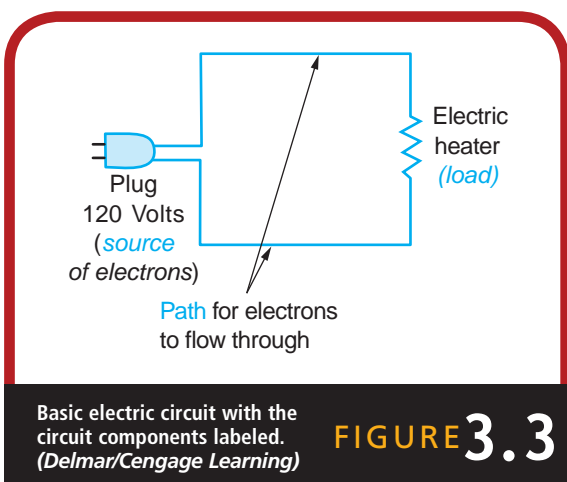 Electric
heater
(load)
Plug
120 Volts
(source
of electrons)
Path for electrons
to flow through
Basic electric circuit with the
circuit components labeled.
(Delmar/Cengage Learning)
FIGURE 3.3